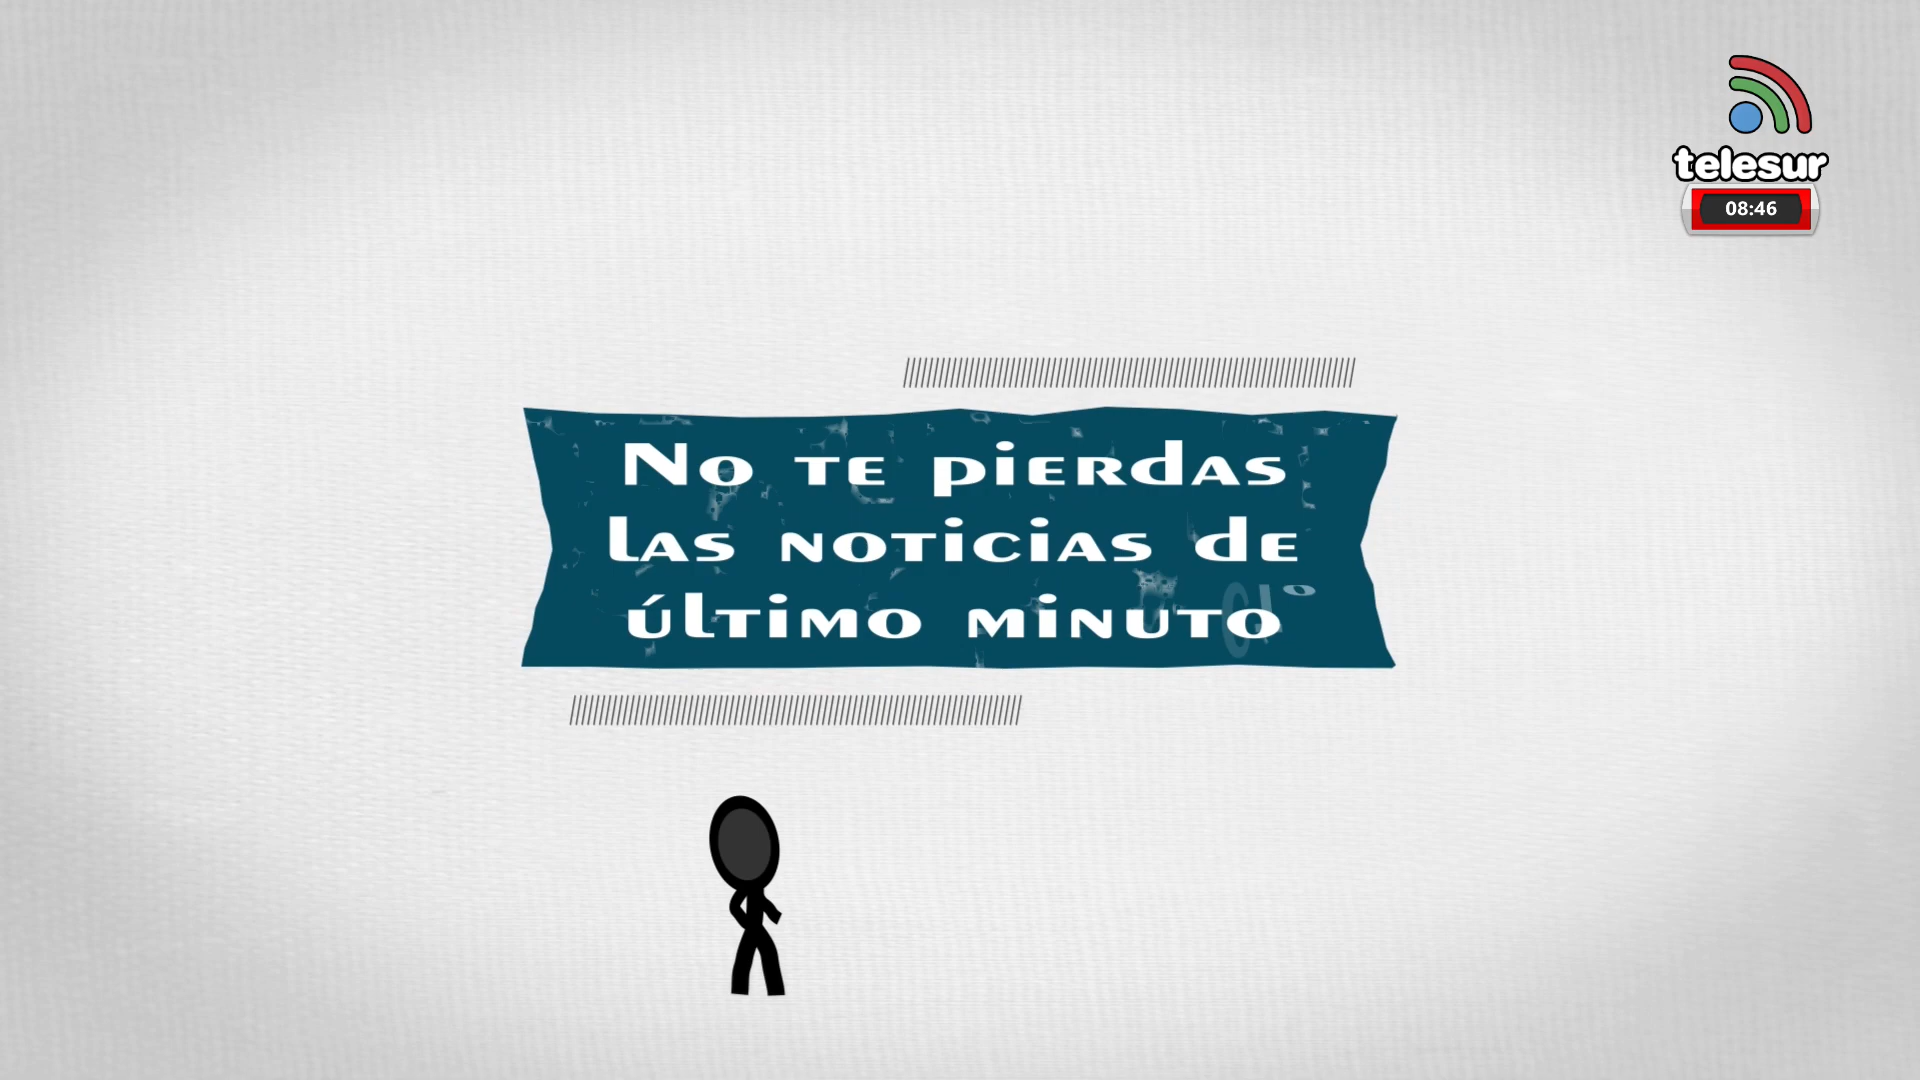 telesur
08:46
No te pierdas
las noticias de
último minuto